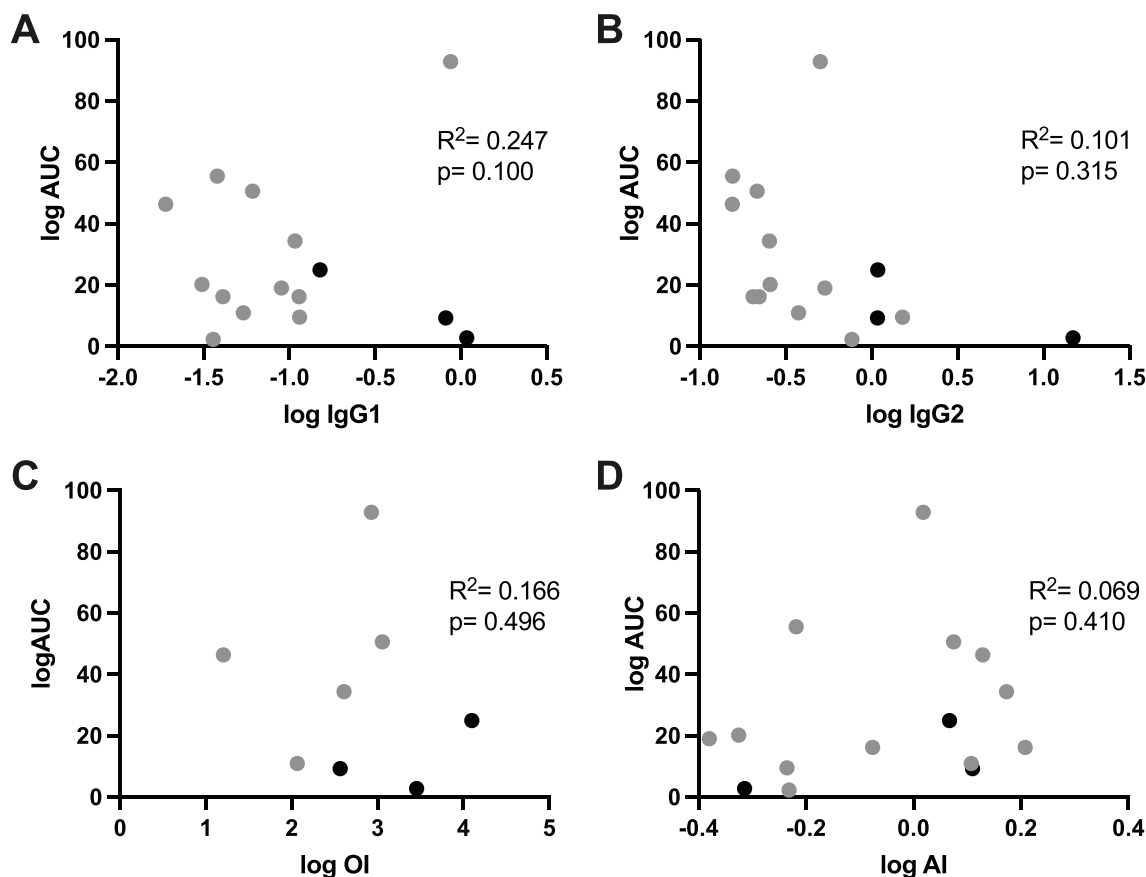 A
100
80
60
40
20
0
log AUC
R²= 0.247
p= 0.100
-2.0 -1.5 -1.0 -0.5 0.0 0.5
log IgG1
B
100
80
60
40
20
0
log AUC
R²= 0.101
p= 0.315
-1.0 -0.5 0.0 0.5 1.0 1.5
log IgG2
C
100
80
60
40
20
0
logAUC
R²= 0.166
p= 0.496
0 1 2 3 4 5
log OI
D
100
80
60
40
20
0
log AUC
R²= 0.069
p= 0.410
-0.4 -0.2 0.0 0.2 0.4
log AI